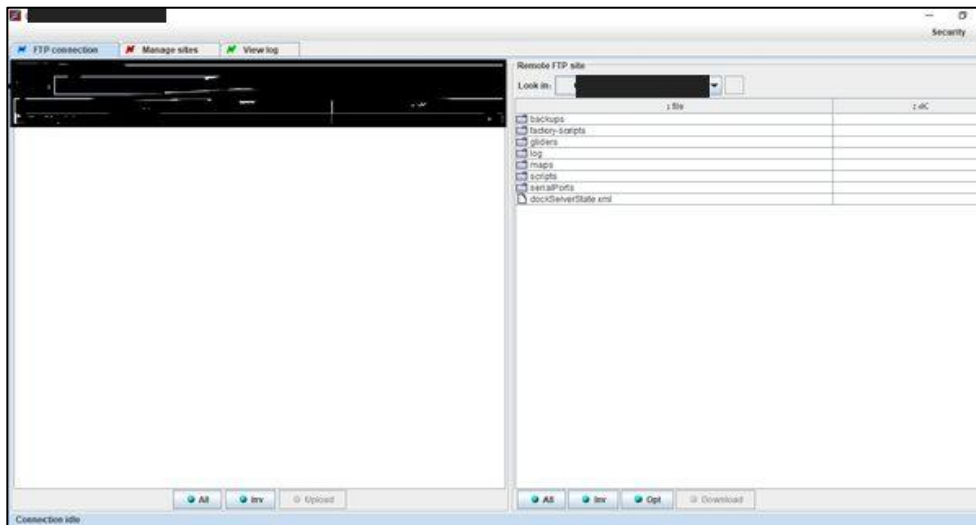 Security
FTP connection Manage sites View log
Remote FTP site
Look in:
: file
backups
factory-scripts
gliders
log
maps
scripts
serialPorts
dockServerState.xml
All Inv Upload All Inv Opt Download
Connection idle